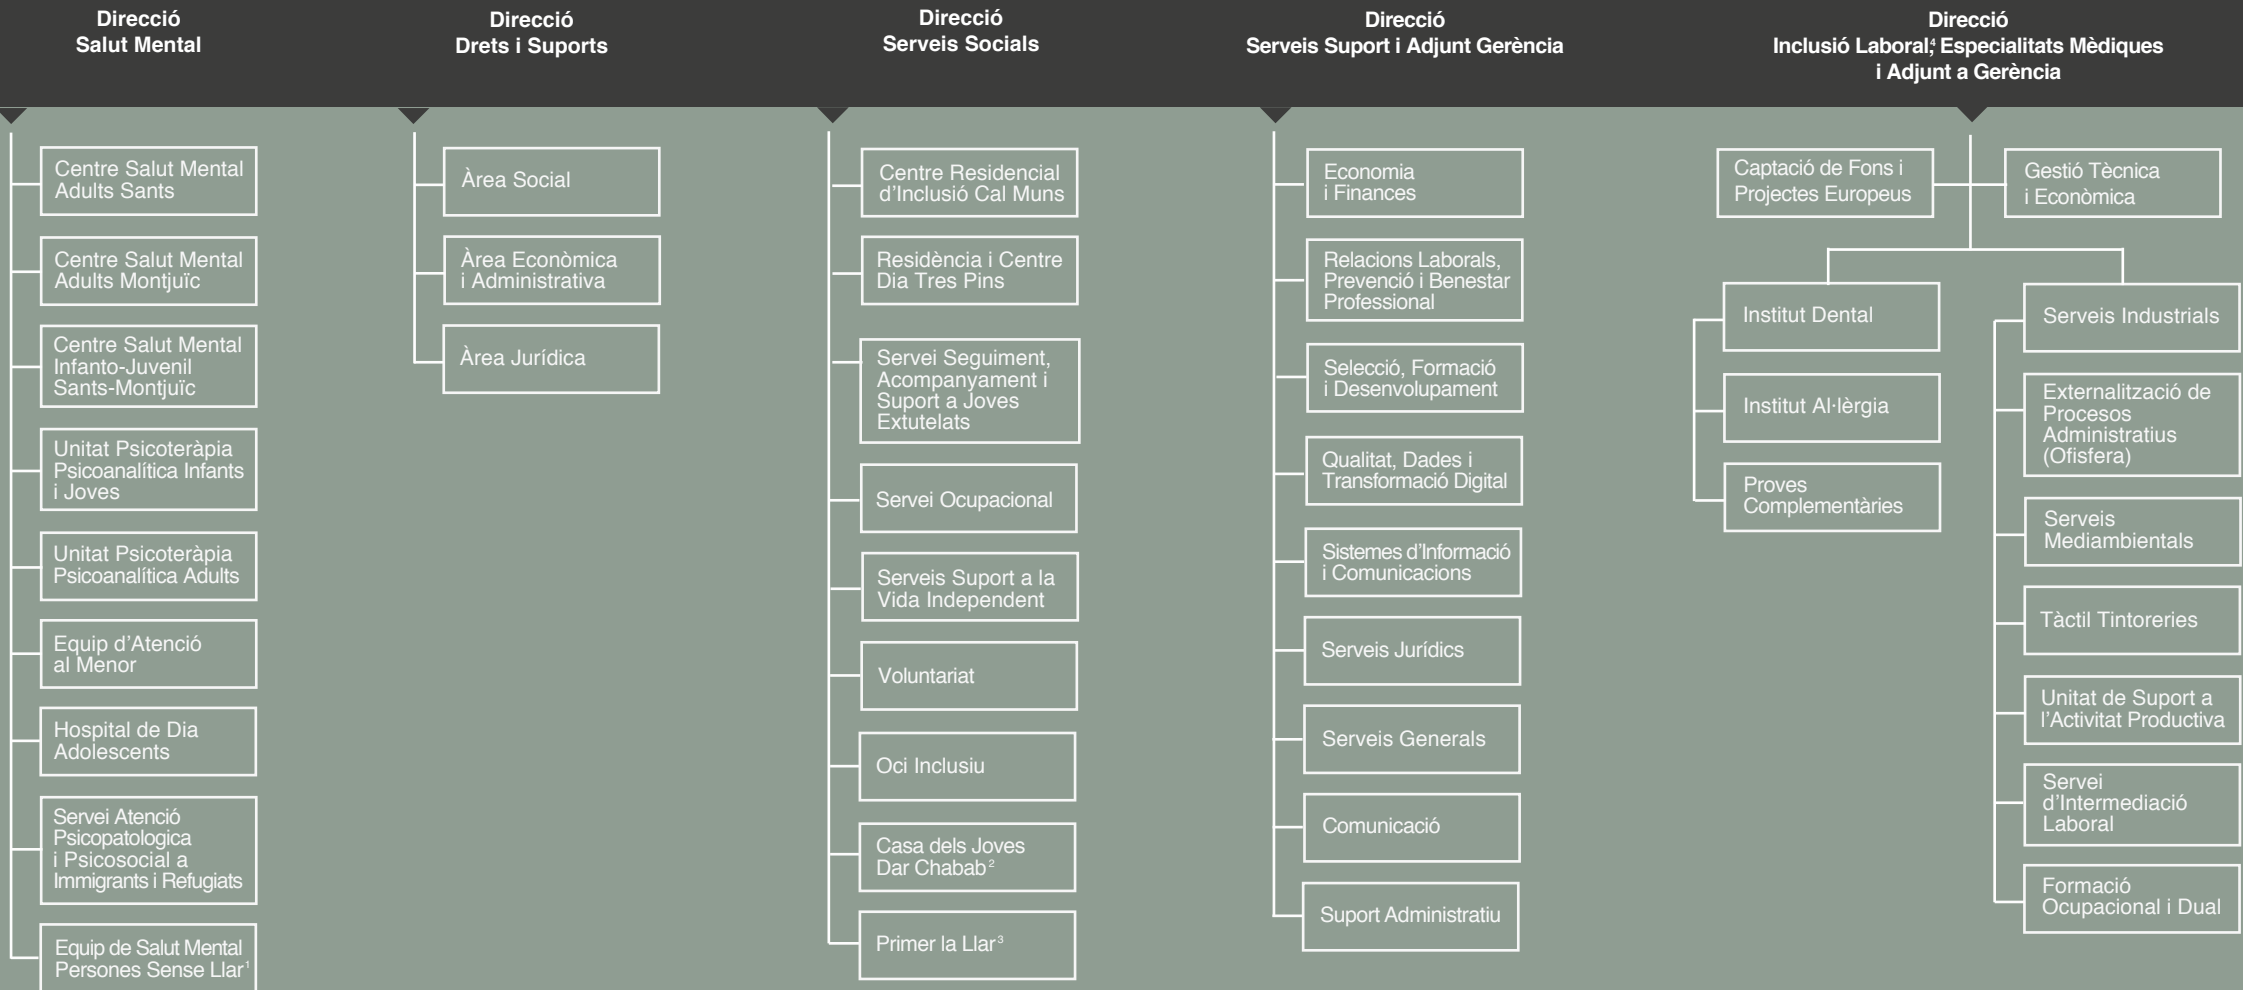 Direcció
Salut Mental
Centre Salut Mental
Adults Sants
Centre Salut Mental
Adults Montjuïc
Centre Salut Mental
Infanto-Juvenil
Sants-Montjuïc
Unitat Psicoteràpia
Psicoanalítica Infants
i Joves
Unitat Psicoteràpia
Psicoanalítica Adults
Equip d’Atenció
al Menor
Hospital de Dia
Adolescents
Servei Atenció
Psicopatologica
i Psicosocial a
Immigrants i Refugiats
Equip de Salut Mental
Persones Sense Llar¹
Direcció
Drets i Suports
Àrea Social
Àrea Econòmica
i Administrativa
Àrea Jurídica
Direcció
Serveis Socials
Centre Residencial
d’Inclusió Cal Muns
Residència i Centre
Dia Tres Pins
Servei Seguiment,
Acompanyament i
Suport a Joves
Extutelats
Servei Ocupacional
Serveis Suport a la
Vida Independent
Voluntariat
Oci Inclusiu
Casa dels Joves
Dar Chabab²
Primer la Llar³
Direcció
Serveis Suport i Adjunt Gerència
Economia
i Finances
Relacions Laborals,
Prevenció i Benestar
Professional
Selecció, Formació
i Desenvolupament
Qualitat, Dades i
Transformació Digital
Sistemes d’Informació
i Comunicacions
Serveis Jurídics
Serveis Generals
Comunicació
Suport Administratiu
Direcció
Inclusió Laboral,⁴ Especialitats Mèdiques
i Adjunt a Gerència
Captació de Fons i
Projectes Europeus
Gestió Tècnica
i Econòmica
Institut Dental
Institut Al·lèrgia
Proves
Complementàries
Serveis Industrials
Externalització de
Procesos
Administratius
(Ofisfera)
Serveis
Mediambientals
Tàctil Tintoreries
Unitat de Suport a
l’Activitat Productiva
Servei
d’Intermediació
Laboral
Formació
Ocupacional i Dual